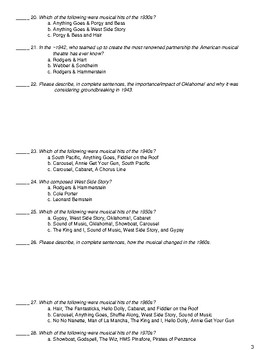 _____ 20. Which of the following were musical hits of the 1930s?
a. Anything Goes & Porgy and Bess
b. Anything Goes & West Side Story
c. Porgy & Bess and Hair
_____ 21. In the ~1942, who teamed up to create the most renowned partnership the American musical
theatre has ever know?
a. Rodgers & Hart
b. Webber & Sondheim
c. Rodgers & Hammerstein
_____ 22. Please describe, in complete sentences, the importance/impact of Oklahoma! and why it was
considering groundbreaking in 1943.
_____ 23. Which of the following were musical hits of the 1940s?
a South Pacific, Anything Goes, Fiddler on the Roof
b. Carousel, Annie Get Your Gun, South Pacific
c. Carousel, Cabaret, A Chorus Line
_____ 24. Who composed West Side Story?
a. Rodgers & Hammerstein
b. Cole Porter
c. Leonard Bernstein
_____ 25. Which of the following were musical hits of the 1950s?
a. Gypsy, West Side Story, Oklahoma!, Cabaret
b. Sound of Music, Oklahoma!, Showboat, Carousel
c. The King and I, Sound of Music, West Side Story, and Gypsy
_____ 26. Please describe, in complete sentences, how the musical changed in the 1960s.
_____ 27. Which of the following were musical hits of the 1960s?
a. Hair, The Fantasticks, Hello Dolly, Cabaret, and Fiddler on the Roof
b. Carousel, Anything Goes, Shuffle Along, West Side Story, Sound of Music
c. No No Nanette, Man of La Mancha, The King and I, Hello Dolly, Annie Get Your Gun
_____ 28. Which of the following were musical hits of the 1970s?
a. Showboat, Godspell, The Wiz, HMS Pinafore, Pirates of Penzance
3